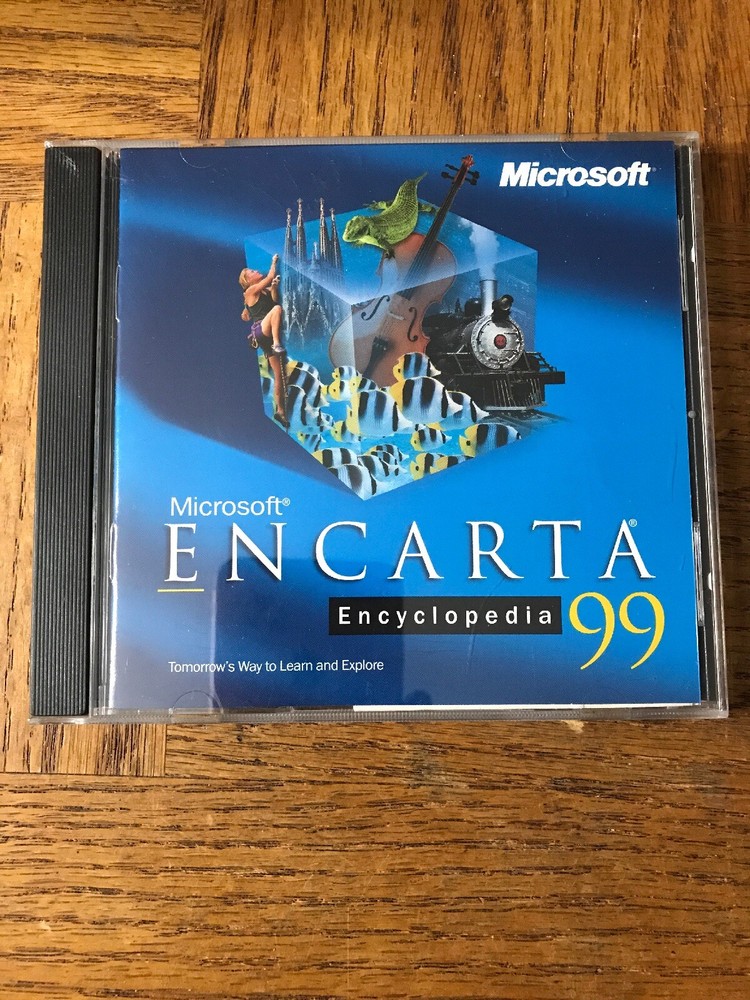 Microsoft
Microsoft®
ENCARTA®
Encyclopedia 99
Tomorrow's Way to Learn and Explore